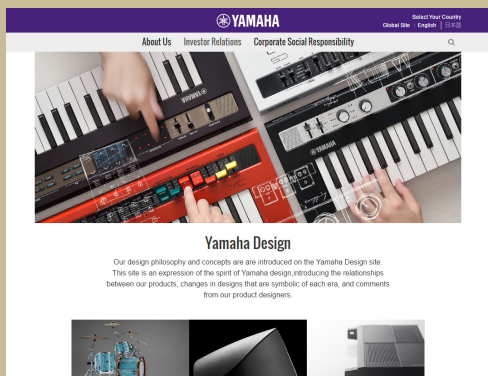 YAMAHA
Select Your Country
Global Site English 日本語
About Us Investor Relations Corporate Social Responsibility
YAMAHA
YAMAHA
Yamaha Design
Our design philosophy and concepts are are introduced on the Yamaha Design site.
This site is an expression of the spirit of Yamaha design,introducing the relationships
between our products, changes in designs that are symbolic of each era, and comments
from our product designers.